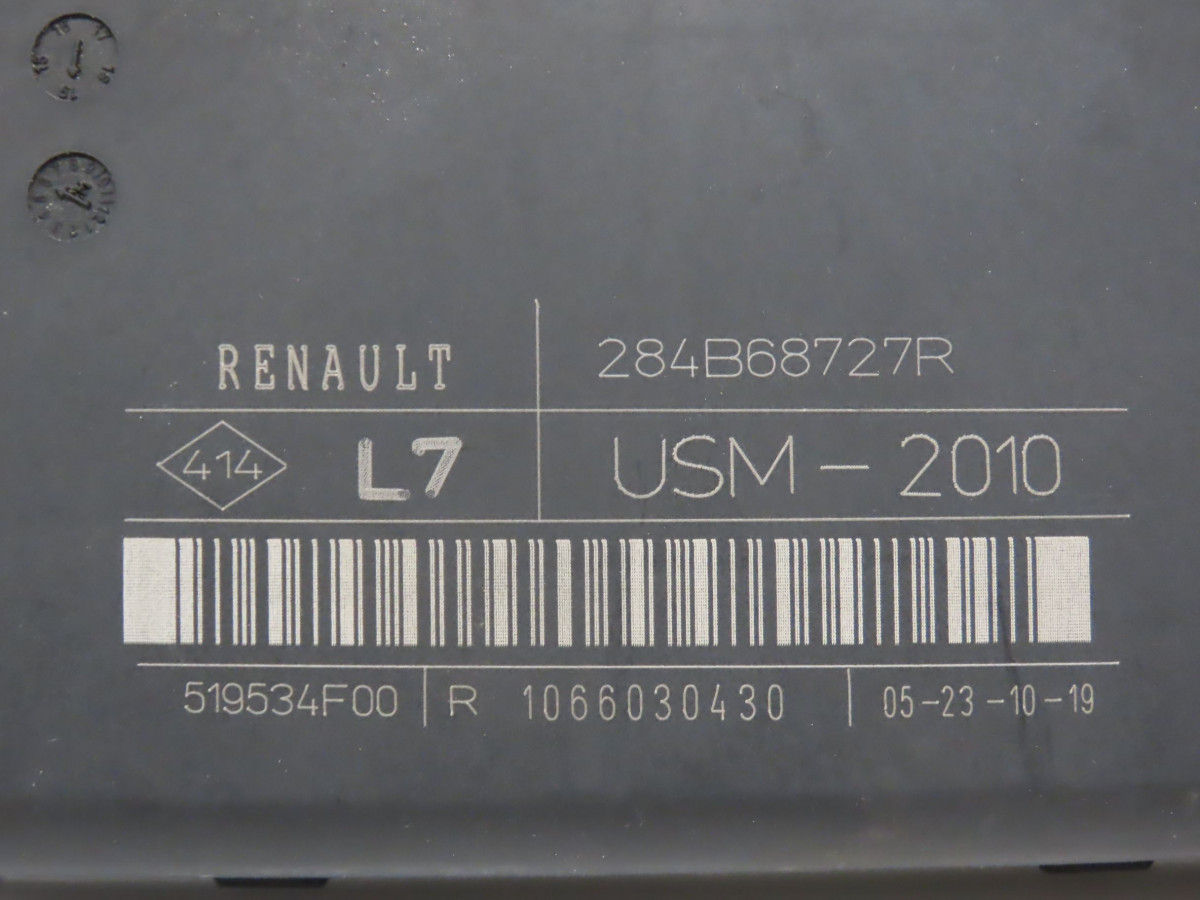 RENAULT 284B68727R
414 L7 USM - 2010
519534F00 R 1066030430 05-23-10-19